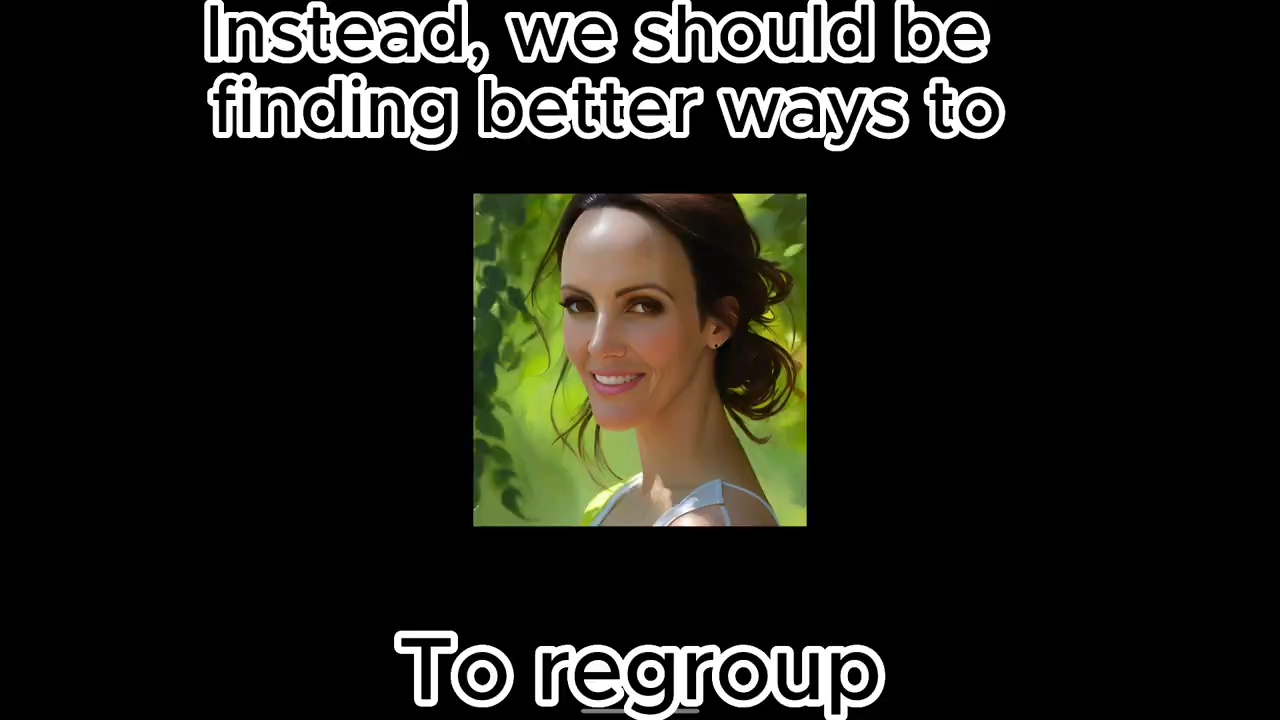 Instead, we should be
finding better ways to
To regroup